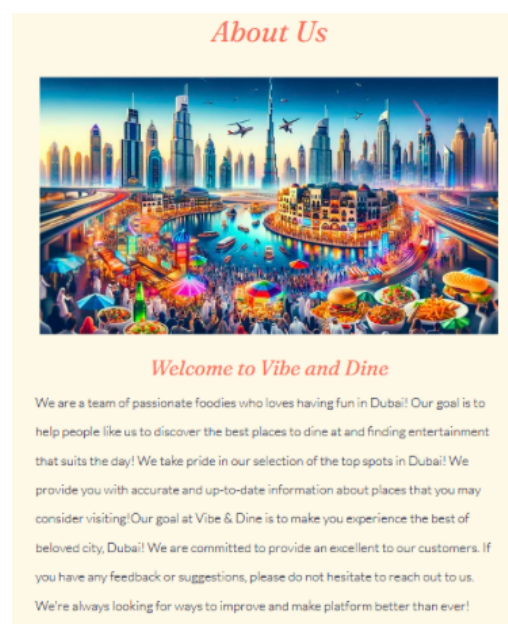 About Us
Welcome to Vibe and Dine
We are a team of passionate foodies who loves having fun in Dubai! Our goal is to
help people like us to discover the best places to dine at and finding entertainment
that suits the day! We take pride in our selection of the top spots in Dubai! We
provide you with accurate and up-to-date information about places that you may
consider visiting!Our goal at Vibe & Dine is to make you experience the best of
beloved city, Dubai! We are committed to provide an excellent to our customers. If
you have any feedback or suggestions, please do not hesitate to reach out to us.
We're always looking for ways to improve and make platform better than ever!